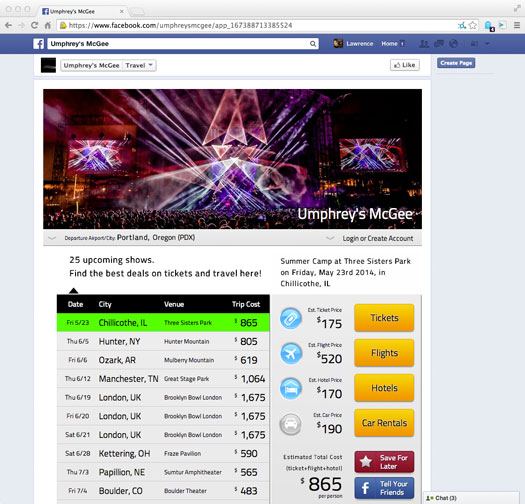 Umphrey's McGee
https://www.facebook.com/umphreysmcgee/app_167388713385524
Umphrey's McGee
Lawrence Home 1
Umphrey's McGee Travel
Like
Create Page
Umphrey's McGee
Departure Airport/City: Portland, Oregon (PDX)
Login or Create Account
25 upcoming shows.
Find the best deals on tickets and travel here!
Summer Camp at Three Sisters Park
on Friday, May 23rd 2014, in
Chillicothe, IL
Date City Venue Trip Cost
Fri 5/23 Chillicothe, IL Three Sisters Park $ 865
Thu 6/5 Hunter, NY Hunter Mountain $ 805
Fri 6/6 Ozark, AR Mulberry Mountain $ 619
Thu 6/12 Manchester, TN Great Stage Park $ 1,064
Thu 6/19 London, UK Brooklyn Bowl London $ 1,675
Fri 6/20 London, UK Brooklyn Bowl London $ 1,675
Sat 6/21 London, UK Brooklyn Bowl London $ 1,675
Sat 6/28 Kettering, OH Fraze Pavilion $ 590
Thu 7/3 Papillion, NE Sumtur Amphitheater $ 565
Fri 7/4 Boulder, CO Boulder Theater $ 483
Est. Ticket Price
$175
Tickets
Est. Flight Price
$520
Flights
Est. Hotel Price
$170
Hotels
Est. Car Price
$190
Car Rentals
Estimated Total Cost
(ticket+flight+hotel)
$ 865
per person
Save For
Later
Tell Your
Friends
Chat (3)